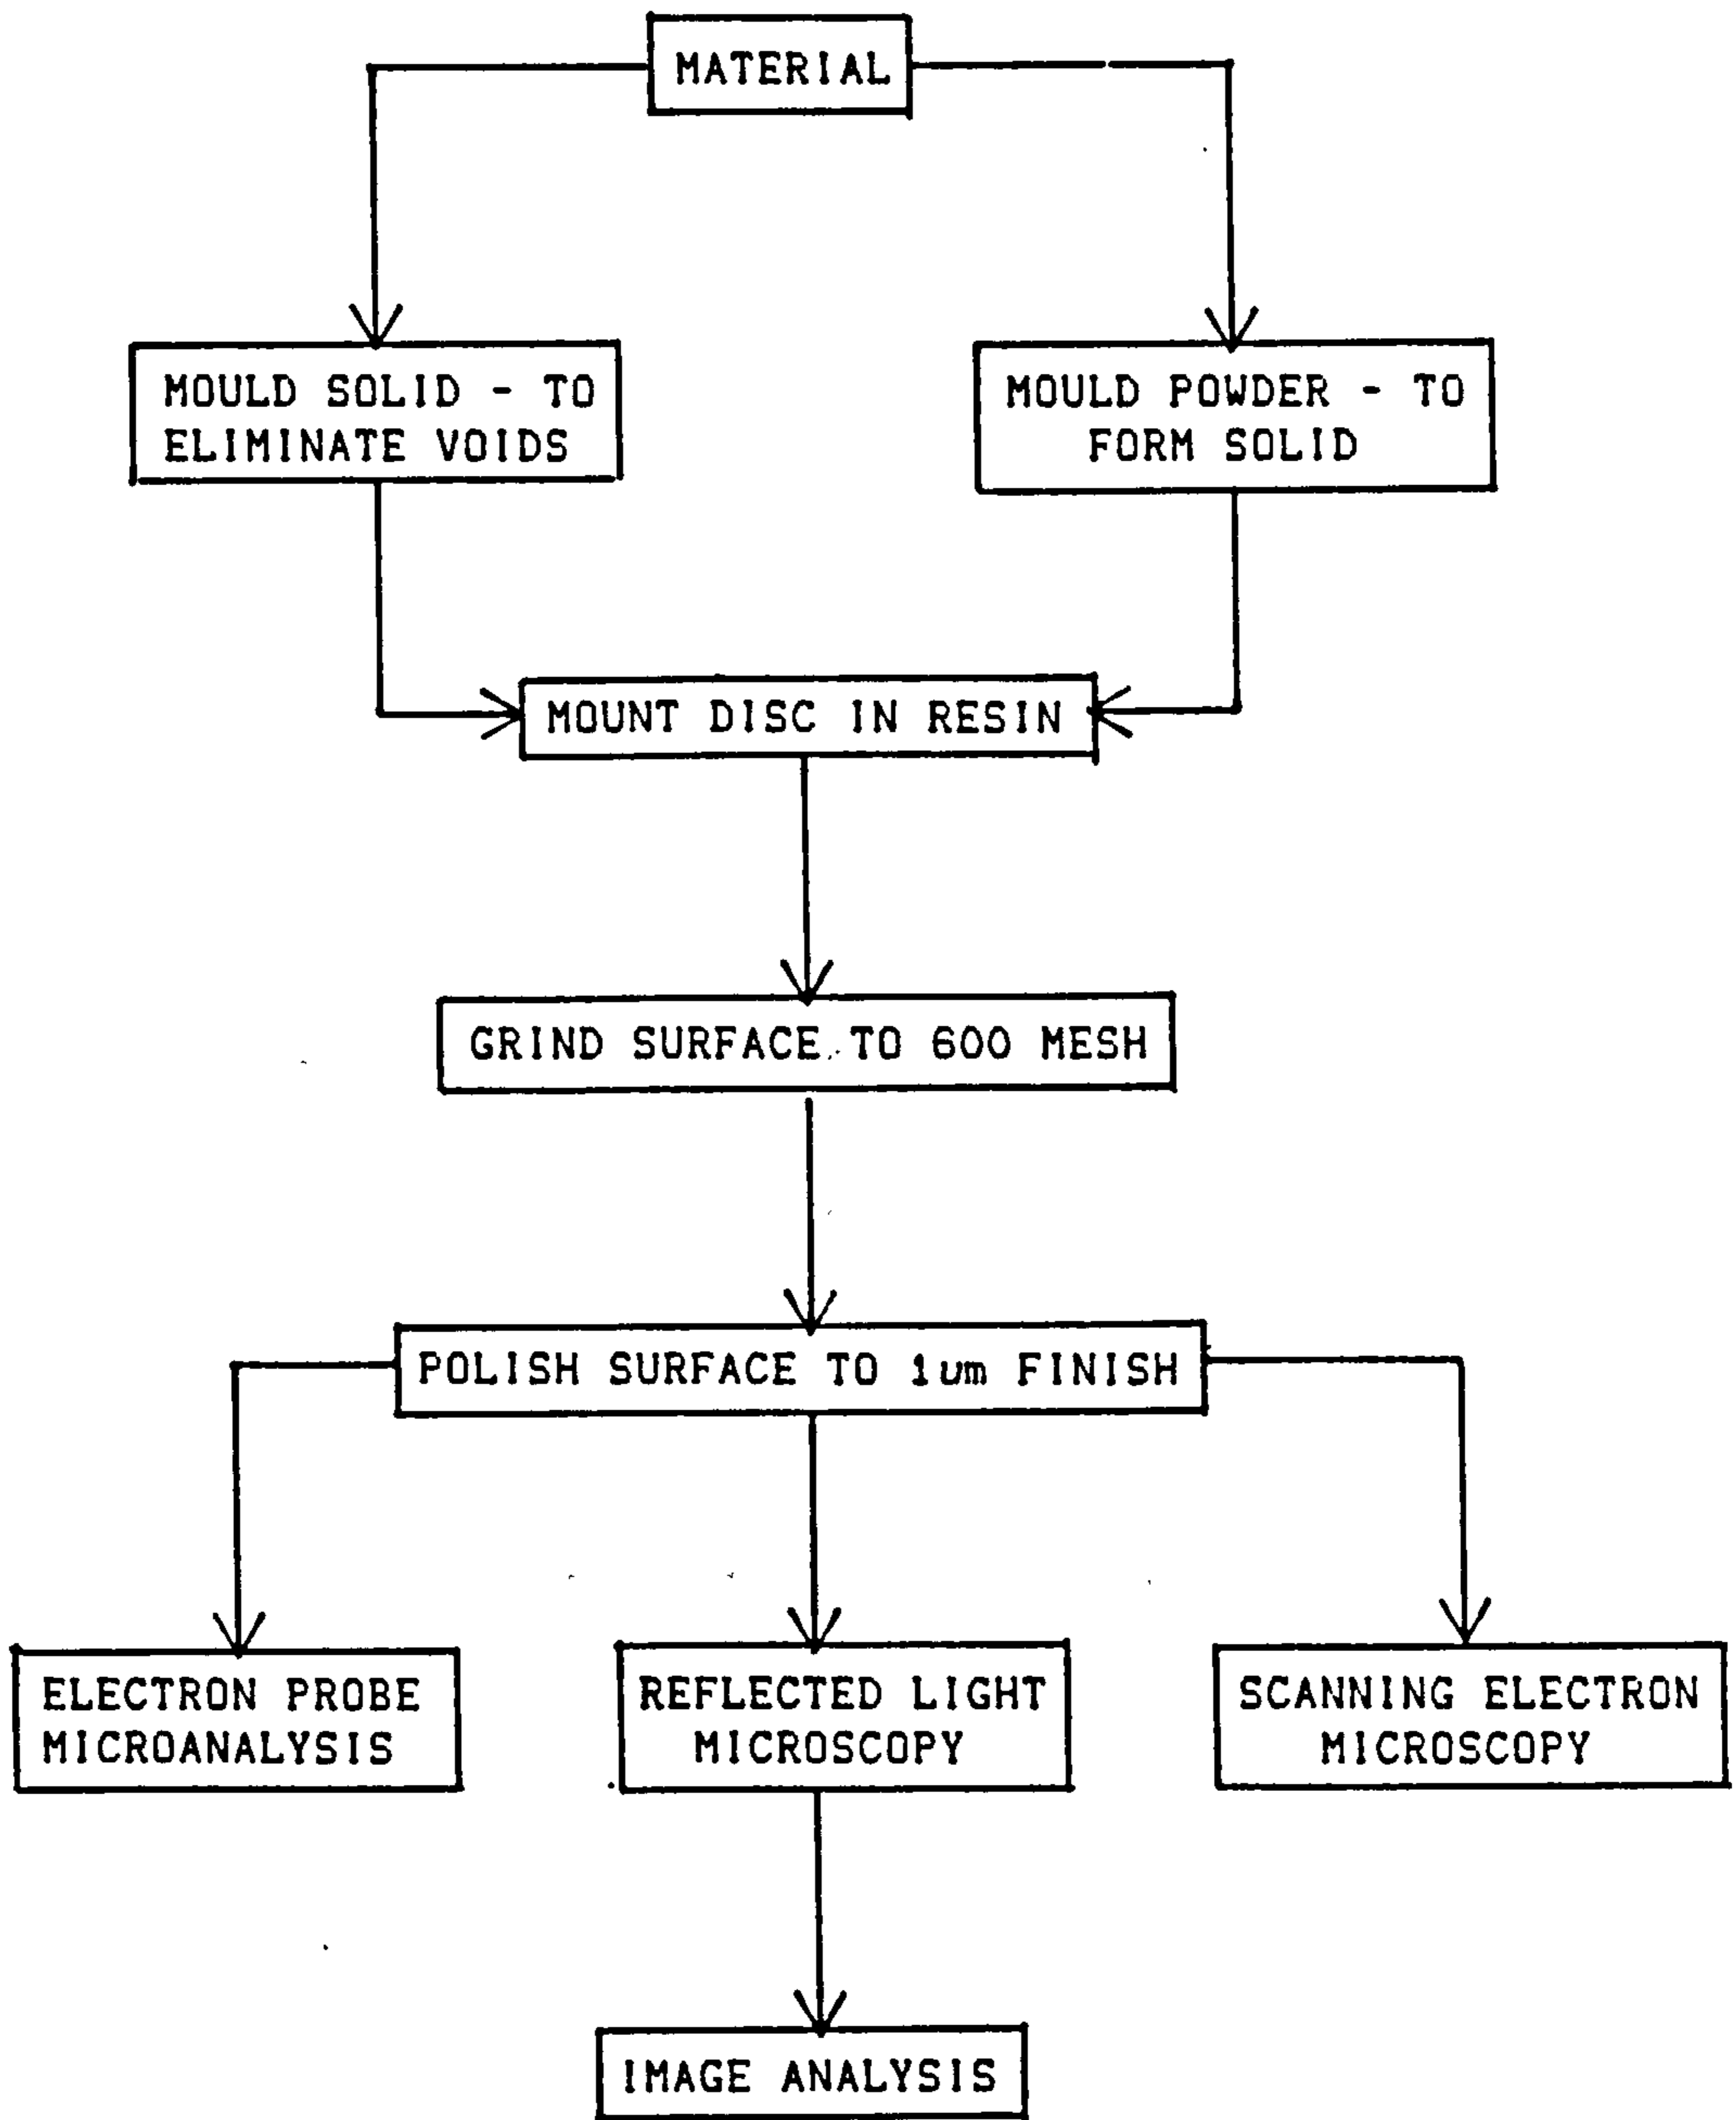 MATERIAL
MOULD SOLID - TO
ELIMINATE VOIDS
MOULD POWDER - TO
FORM SOLID
MOUNT DISC IN RESIN
GRIND SURFACE TO 600 MESH
POLISH SURFACE TO 1um FINISH
ELECTRON PROBE
MICROANALYSIS
REFLECTED LIGHT
MICROSCOPY
SCANNING ELECTRON
MICROSCOPY
IMAGE ANALYSIS